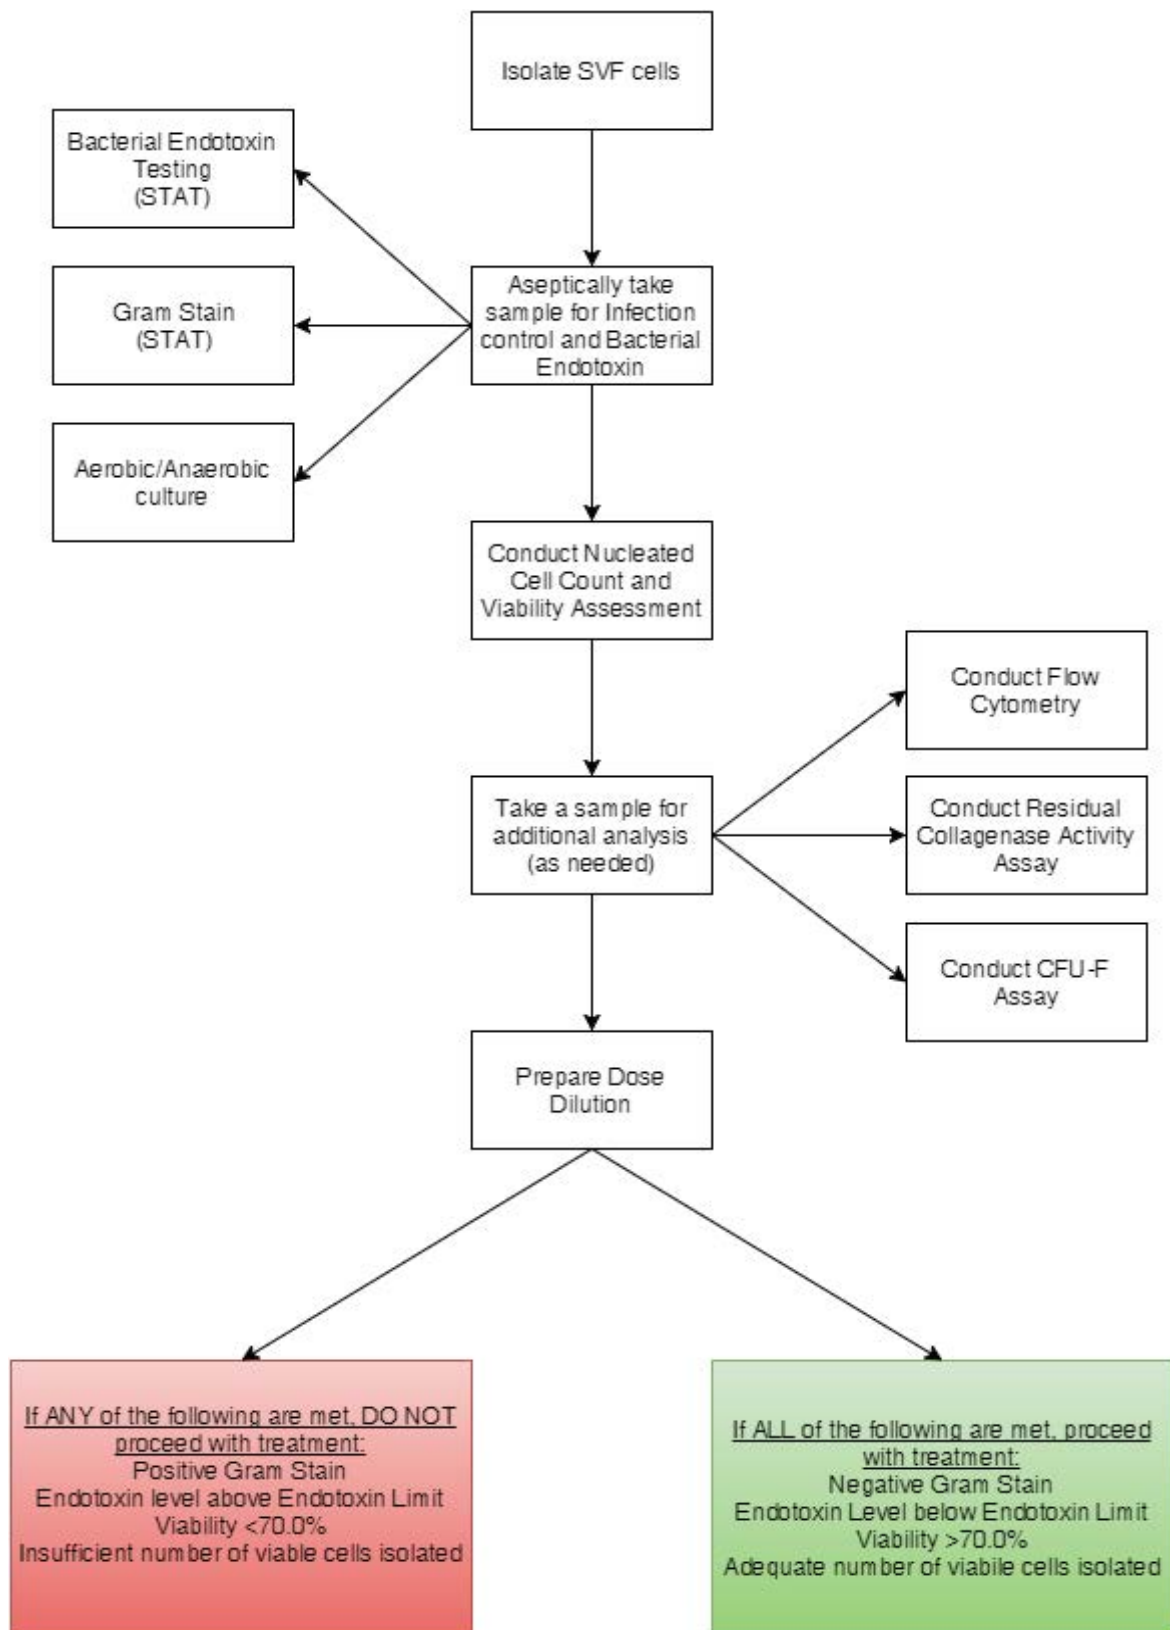 Isolate SVF cells
Bacterial Endotoxin
Testing
(STAT)
Gram Stain
(STAT)
Aerobic/Anaerobic
culture
Aseptically take
sample for Infection
control and Bacterial
Endotoxin
Conduct Nucleated
Cell Count and
Viability Assessment
Conduct Flow
Cytometry
Take a sample for
additional analysis
(as needed)
Conduct Residual
Collagenase Activity
Assay
Conduct CFU-F
Assay
Prepare Dose
Dilution
If ANY of the following are met, DO NOT
proceed with treatment:
Positive Gram Stain
Endotoxin level above Endotoxin Limit
Viability <70.0%
Insufficient number of viable cells isolated
If ALL of the following are met, proceed
with treatment:
Negative Gram Stain
Endotoxin Level below Endotoxin Limit
Viability >70.0%
Adequate number of viabile cells isolated